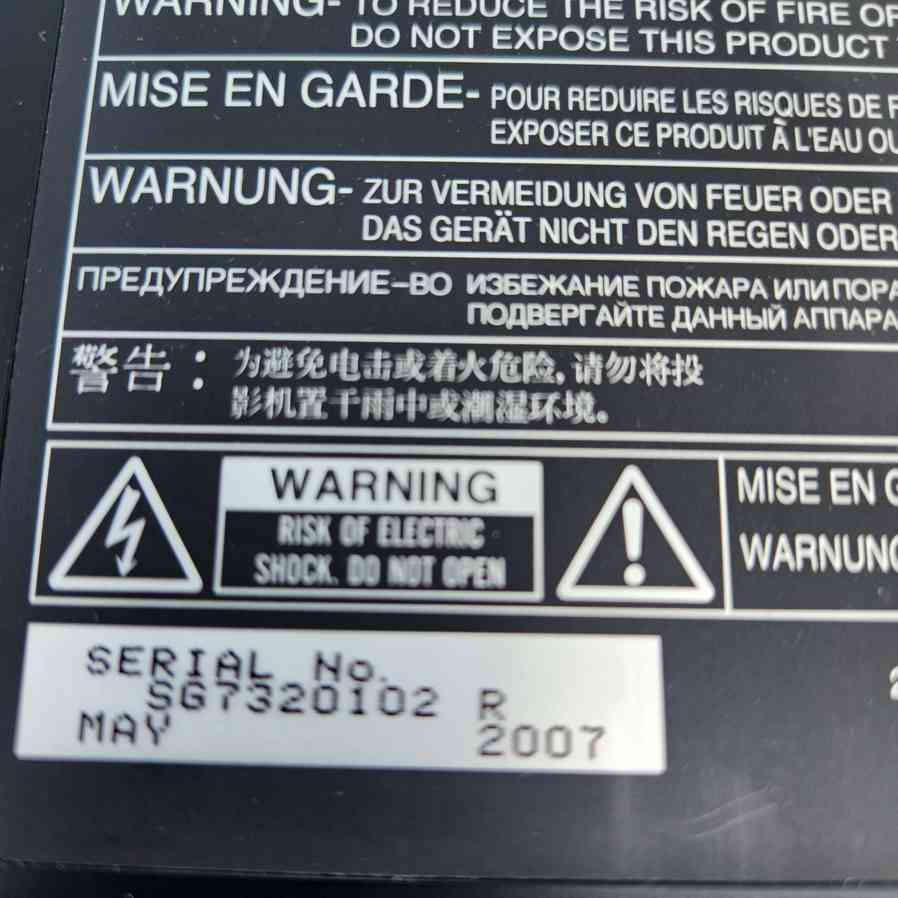 WARNING- TO REDUCE THE RISK OF FIRE OR
DO NOT EXPOSE THIS PRODUCT
MISE EN GARDE- POUR REDUIRE LES RISQUES DE
EXPOSER CE PRODUIT À L'EAU OU
WARNUNG- ZUR VERMEIDUNG VON FEUER ODER
DAS GERÄT NICHT DEN REGEN ODER
ПРЕДУПРЕЖДЕНИЕ-ВО ИЗБЕЖАНИЕ ПОЖАРА ИЛИ
ПОДВЕРГАЙТЕ ДАННЫЙ
警告： 为避免电击或着火危险,请勿将投
影机置于雨中或潮湿环境。
WARNING
RISK OF ELECTRIC
SHOCK. DO NOT OPEN
MISE EN
WARNUNG
SERIAL No.
SG7320102 R
MAY 2007